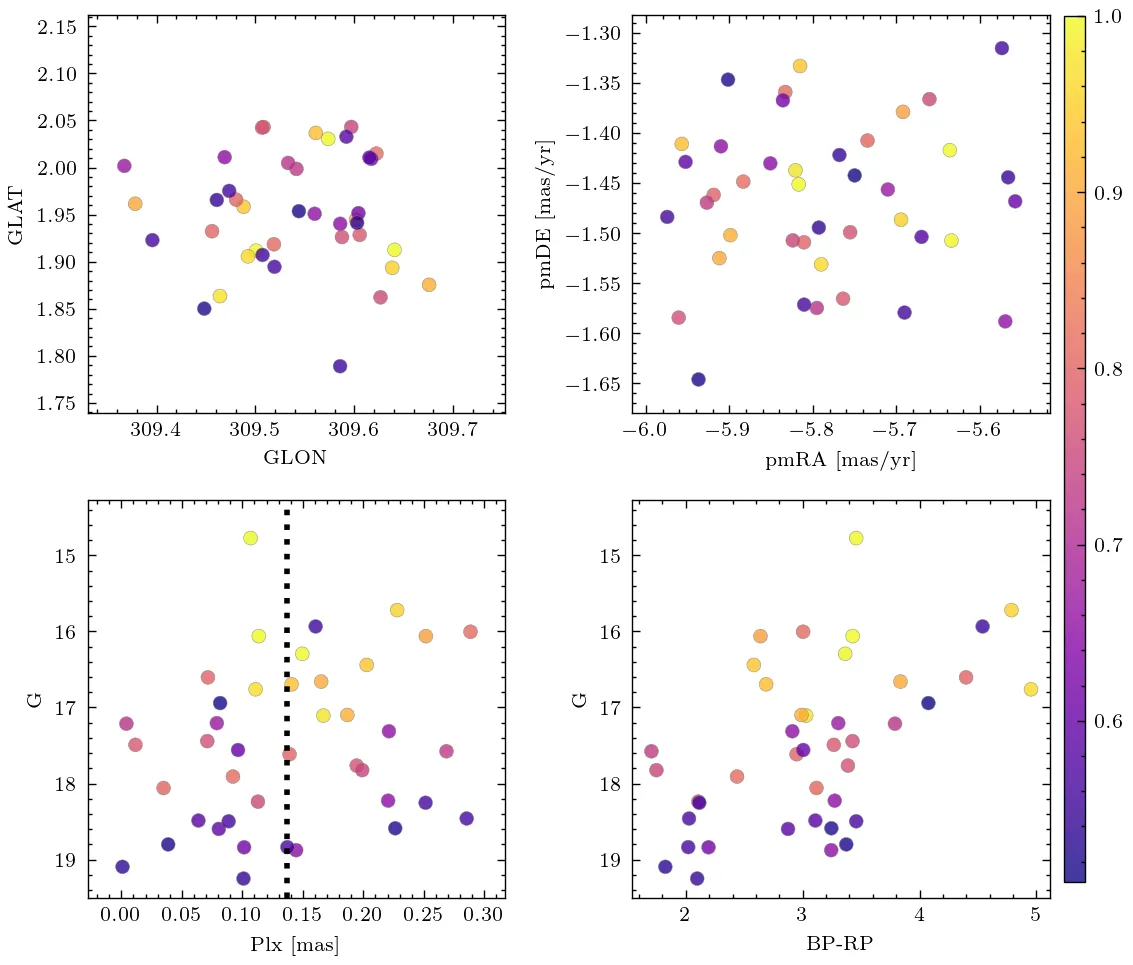 2.15
2.10
2.05
2.00
1.95
1.90
1.85
1.80
1.75
GLAT
309.4 309.5 309.6 309.7
GLON
−1.30
−1.35
−1.40
−1.45
−1.50
−1.55
−1.60
−1.65
pmDE [mas/yr]
−6.0 −5.9 −5.8 −5.7 −5.6
pmRA [mas/yr]
1.0
0.9
0.8
0.7
0.6
15
16
17
18
19
G
0.00 0.05 0.10 0.15 0.20 0.25 0.30
Plx [mas]
15
16
17
18
19
G
2 3 4 5
BP-RP